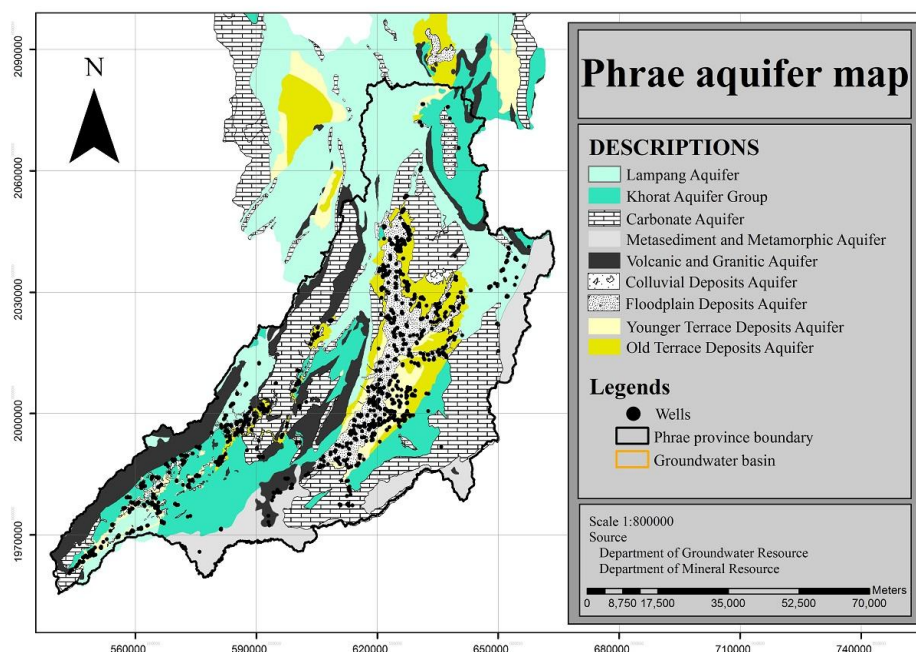 Phrae aquifer map
N
DESCRIPTIONS
Lampang Aquifer
Khorat Aquifer Group
Carbonate Aquifer
Metasediment and Metamorphic Aquifer
Volcanic and Granitic Aquifer
Colluvial Deposits Aquifer
Floodplain Deposits Aquifer
Younger Terrace Deposits Aquifer
Old Terrace Deposits Aquifer
Legends
Wells
Phrae province boundary
Groundwater basin
Scale 1:800000
Source
Department of Groundwater Resource
Department of Mineral Resource
Meters
0 8,750 17,500 35,000 52,500 70,000
2090000
2060000
2030000
2000000
1970000
560000 590000 620000 650000 680000 710000 740000